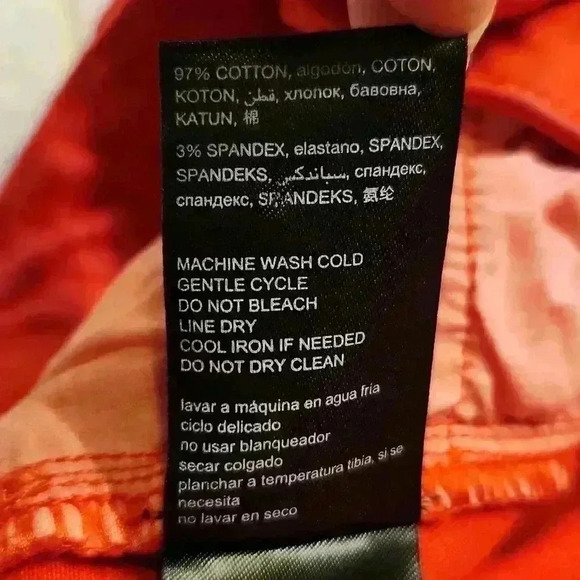 97% COTTON, algodón, COTON,
KOTON, قطن, хлопок, бавовна,
KATUN, 棉
3% SPANDEX, elastano, SPANDEX,
SPANDEKS, سباندكس, спандекс,
спандекс, SPANDEKS, 氨纶
MACHINE WASH COLD
GENTLE CYCLE
DO NOT BLEACH
LINE DRY
COOL IRON IF NEEDED
DO NOT DRY CLEAN
lavar a máquina en agua fria
ciclo delicado
no usar blanqueador
secar colgado
planchar a temperatura tibia, si se
necesita
no lavar en seco